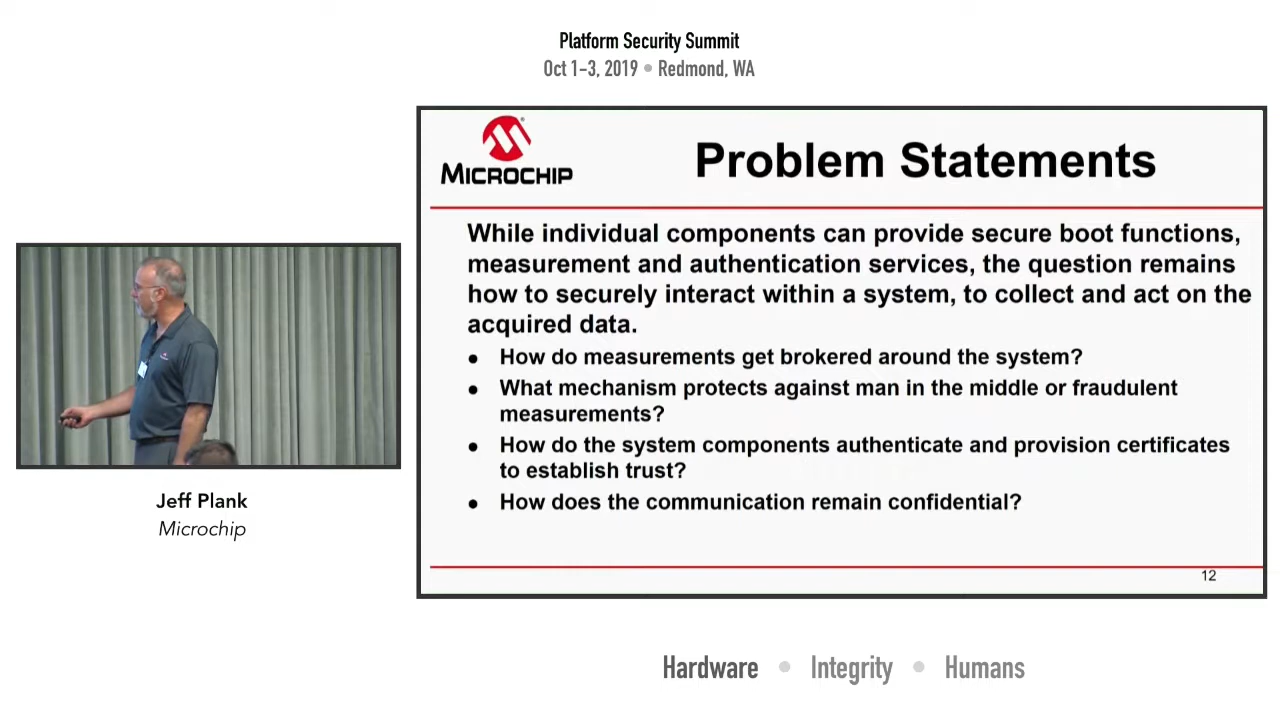 Platform Security Summit
Oct 1-3, 2019 • Redmond, WA
MICROCHIP
Problem Statements
While individual components can provide secure boot functions,
measurement and authentication services, the question remains
how to securely interact within a system, to collect and act on the
acquired data.
• How do measurements get brokered around the system?
• What mechanism protects against man in the middle or fraudulent
measurements?
• How do the system components authenticate and provision certificates
to establish trust?
• How does the communication remain confidential?
12
Jeff Plank
Microchip
Hardware • Integrity • Humans